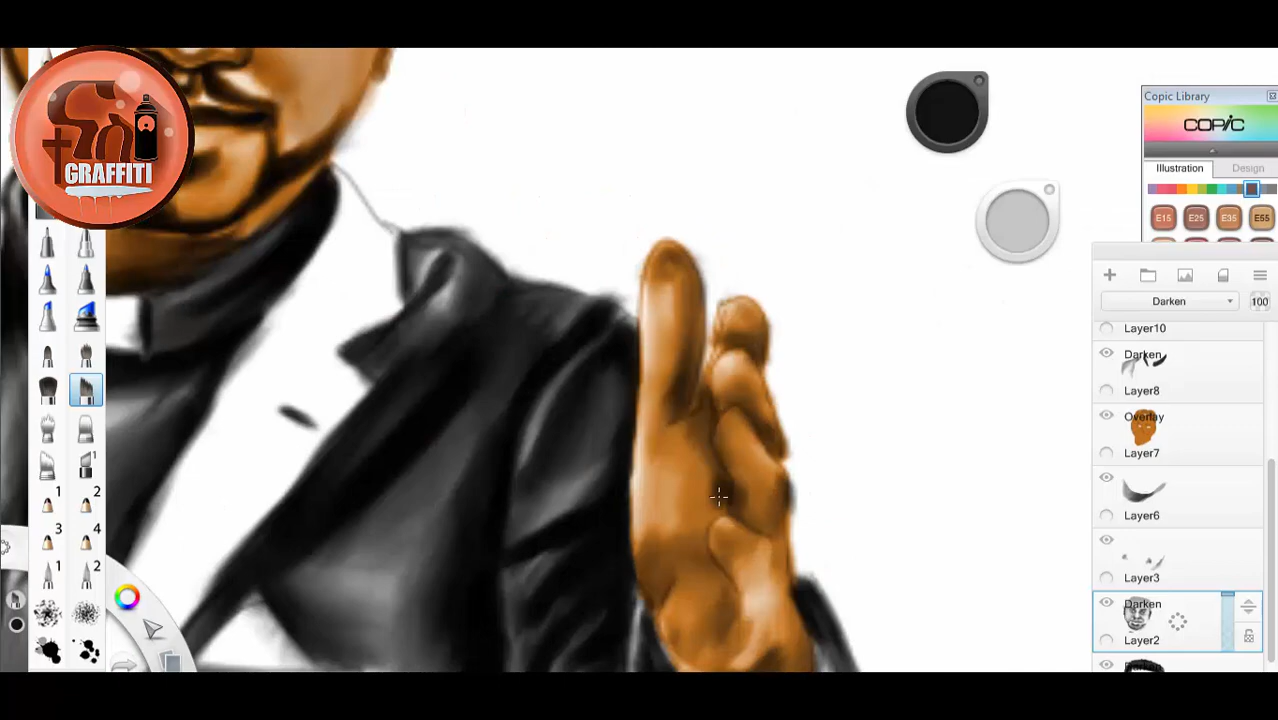 GRAFFITI
Copic Library
COPIC
Illustration
Design
E15
E25
E35
E55
Darken
100
Layer10
Darken
Layer8
Overlay
Layer7
Layer6
Layer3
Darken
Layer2
1
1
2
3
4
1
2